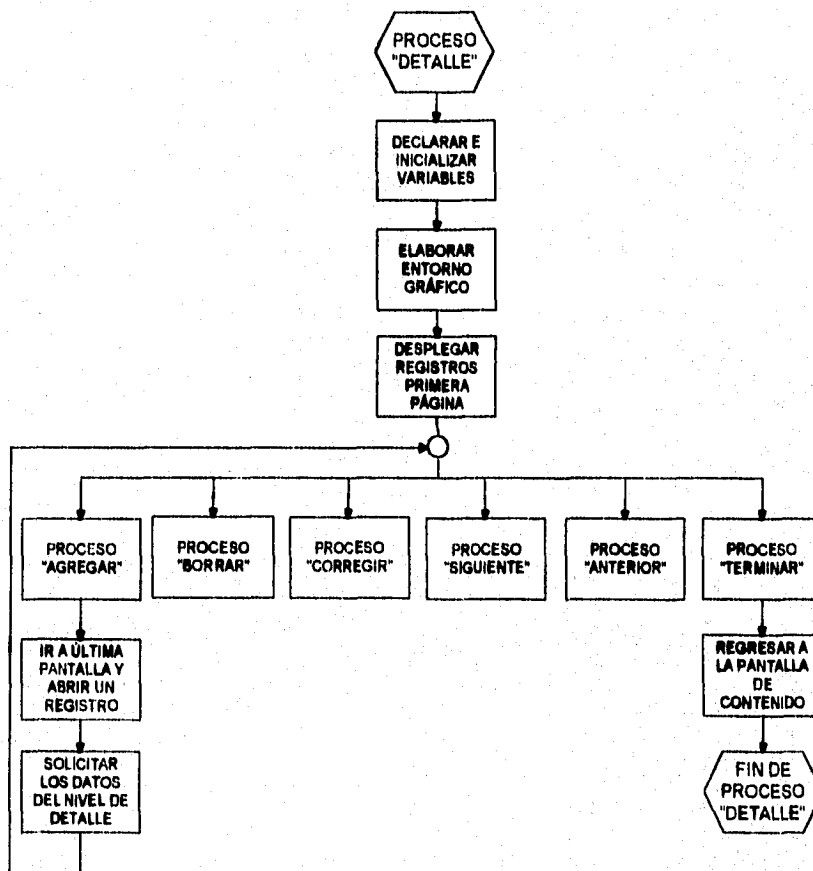 PROCESO
"DETALLE"
DECLARAR E
INICIALIZAR
VARIABLES
ELABORAR
ENTORNO
GRÁFICO
DESPLEGAR
REGISTROS
PRIMERA
PÁGINA
PROCESO
"AGREGAR"
PROCESO
"BORRAR"
PROCESO
"CORREGIR"
PROCESO
"SIGUIENTE"
PROCESO
"ANTERIOR"
PROCESO
"TERMINAR"
IR A ÚLTIMA
PANTALLA Y
ABRIR UN
REGISTRO
REGRESAR A
LA PANTALLA
DE
CONTENIDO
SOLICITAR
LOS DATOS
DEL NIVEL DE
DETALLE
FIN DE
PROCESO
"DETALLE"